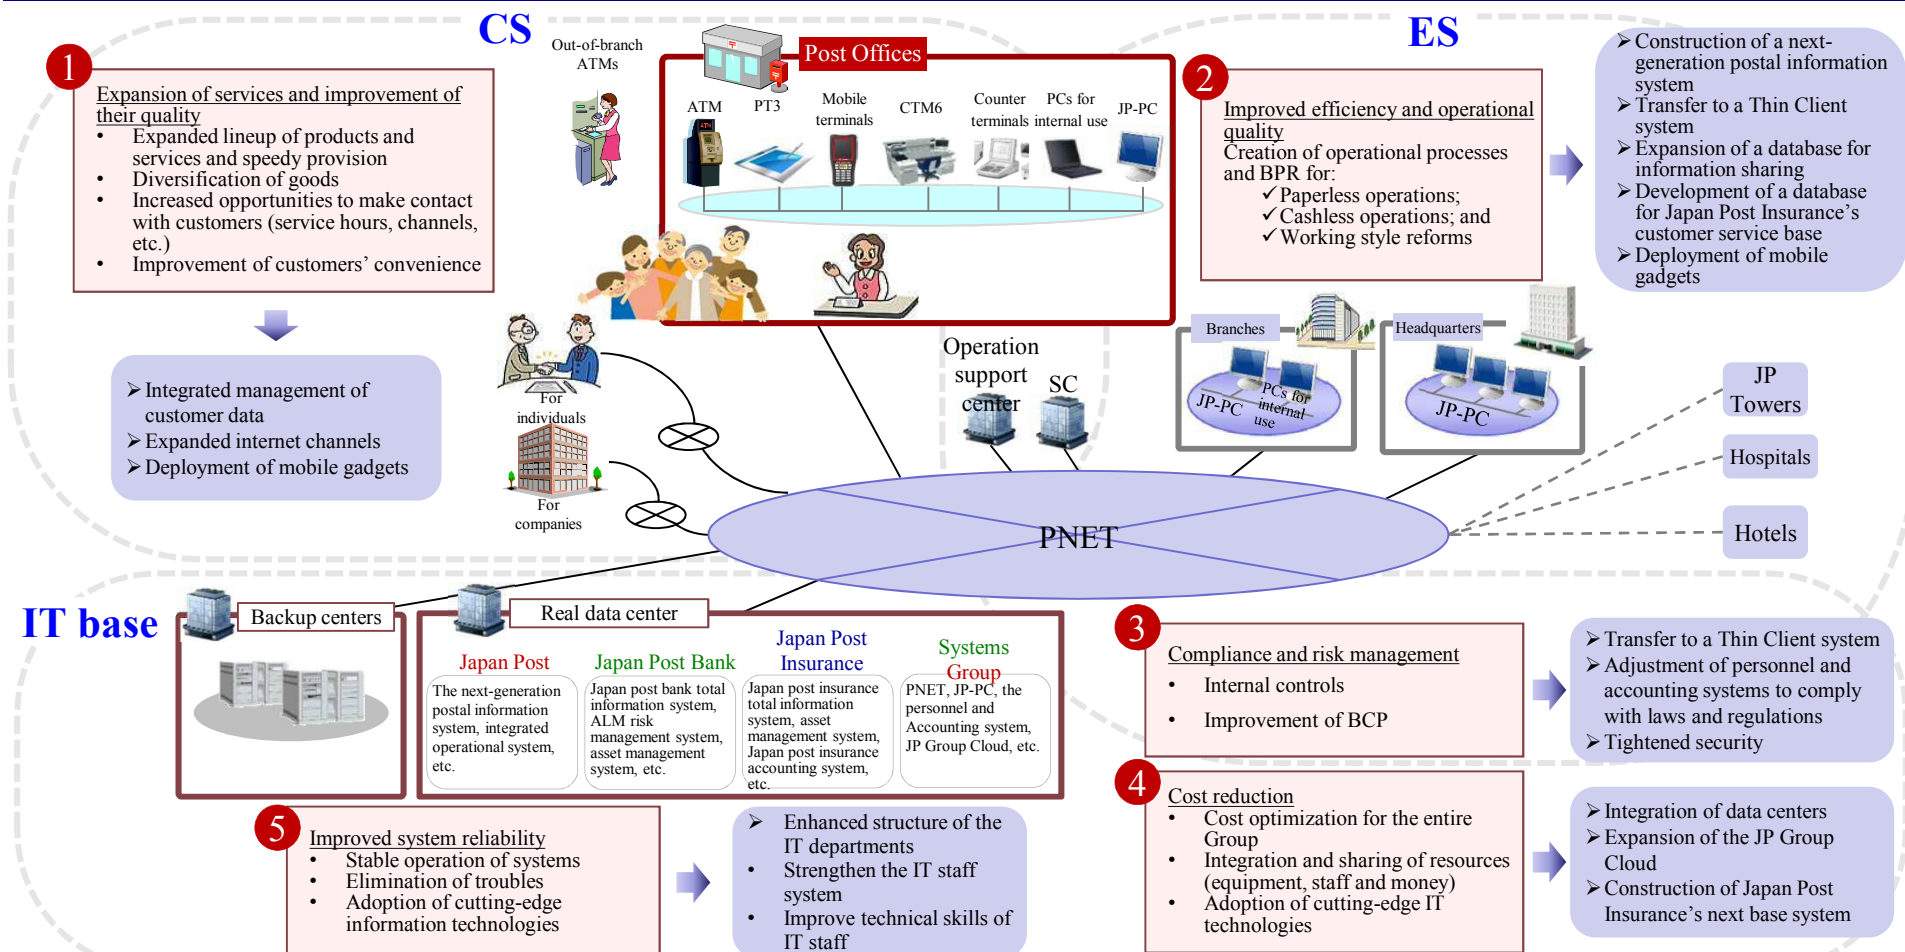 CS
ES
1
Expansion of services and improvement of
their quality
• Expanded lineup of products and
services and speedy provision
• Diversification of goods
• Increased opportunities to make contact
with customers (service hours, channels,
etc.)
• Improvement of customers’ convenience
➢ Integrated management of
customer data
➢ Expanded internet channels
➢ Deployment of mobile gadgets
Out-of-branch
ATMs
Post Offices
ATM
PT3
Mobile
terminals
CTM6
Counter
terminals
PCs for
internal use
JP-PC
ATM
2
Improved efficiency and operational
quality
Creation of operational processes
and BPR for:
✓ Paperless operations;
✓ Cashless operations; and
✓ Working style reforms
➢ Construction of a next-
generation postal information
system
➢ Transfer to a Thin Client
system
➢ Expansion of a database for
information sharing
➢ Development of a database
for Japan Post Insurance’s
customer service base
➢ Deployment of mobile
gadgets
For
individuals
For
companies
Operation
support
center
SC
Branches
JP-PC
PCs for
internal
use
Headquarters
JP-PC
JP
Towers
Hospitals
Hotels
PNET
IT base
Backup centers
Real data center
Japan Post
The next-generation
postal information
system, integrated
operational system,
etc.
Japan Post Bank
Japan post bank total
information system,
ALM risk
management system,
asset management
system, etc.
Japan Post
Insurance
Japan post insurance
total information
system, asset
management system,
Japan post insurance
accounting system,
etc.
Systems
Group
PNET, JP-PC, the
personnel and
Accounting system,
JP Group Cloud, etc.
3
Compliance and risk management
• Internal controls
• Improvement of BCP
➢ Transfer to a Thin Client system
➢ Adjustment of personnel and
accounting systems to comply
with laws and regulations
➢ Tightened security
4
Cost reduction
• Cost optimization for the entire
Group
• Integration and sharing of resources
(equipment, staff and money)
• Adoption of cutting-edge IT
technologies
➢ Integration of data centers
➢ Expansion of the JP Group
Cloud
➢ Construction of Japan Post
Insurance’s next base system
5
Improved system reliability
• Stable operation of systems
• Elimination of troubles
• Adoption of cutting-edge
information technologies
➢ Enhanced structure of the
IT departments
• Strengthen the IT staff
system
• Improve technical skills of
IT staff